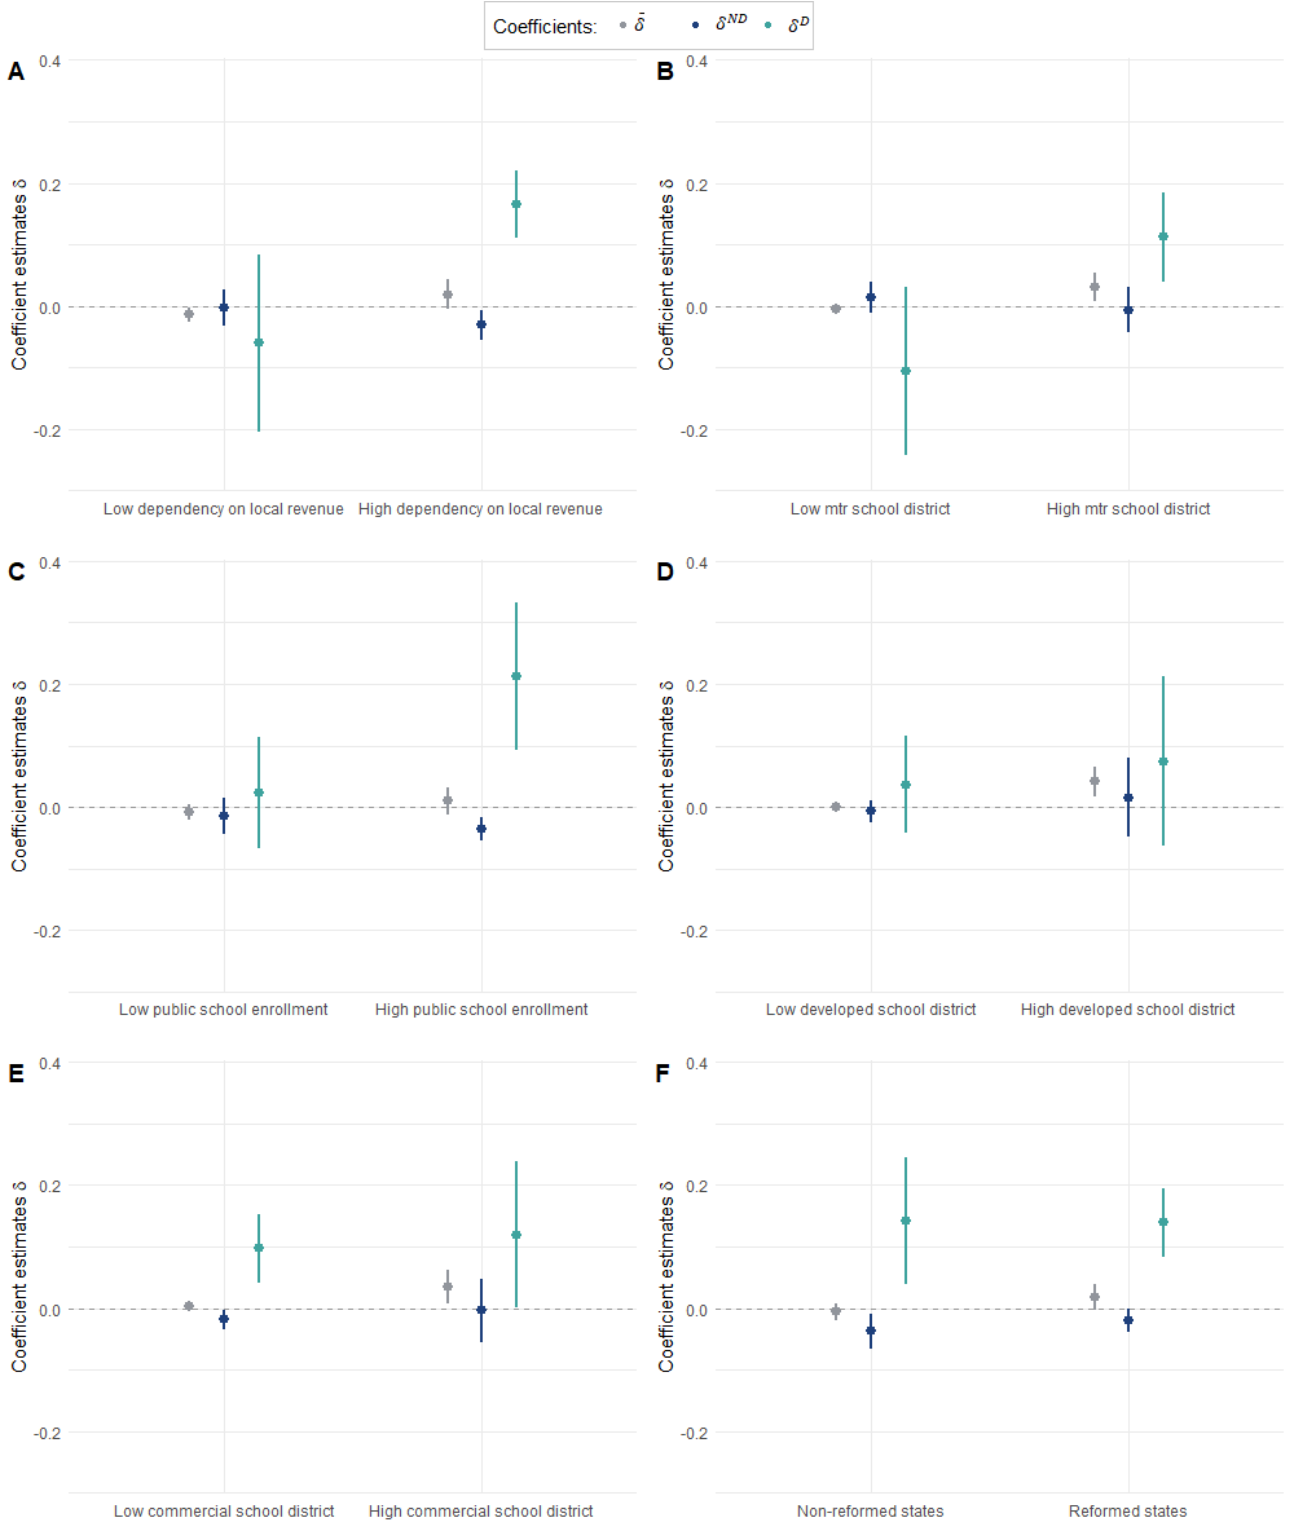 Coefficients: δ̄ δ^ND δ^D
A
0.4
0.2
0.0
-0.2
Coefficient estimates δ
Low dependency on local revenue High dependency on local revenue
B
0.4
0.2
0.0
-0.2
Coefficient estimates δ
Low mtr school district High mtr school district
C
0.4
0.2
0.0
-0.2
Coefficient estimates δ
Low public school enrollment High public school enrollment
D
0.4
0.2
0.0
-0.2
Coefficient estimates δ
Low developed school district High developed school district
E
0.4
0.2
0.0
-0.2
Coefficient estimates δ
Low commercial school district High commercial school district
F
0.4
0.2
0.0
-0.2
Coefficient estimates δ
Non-reformed states Reformed states